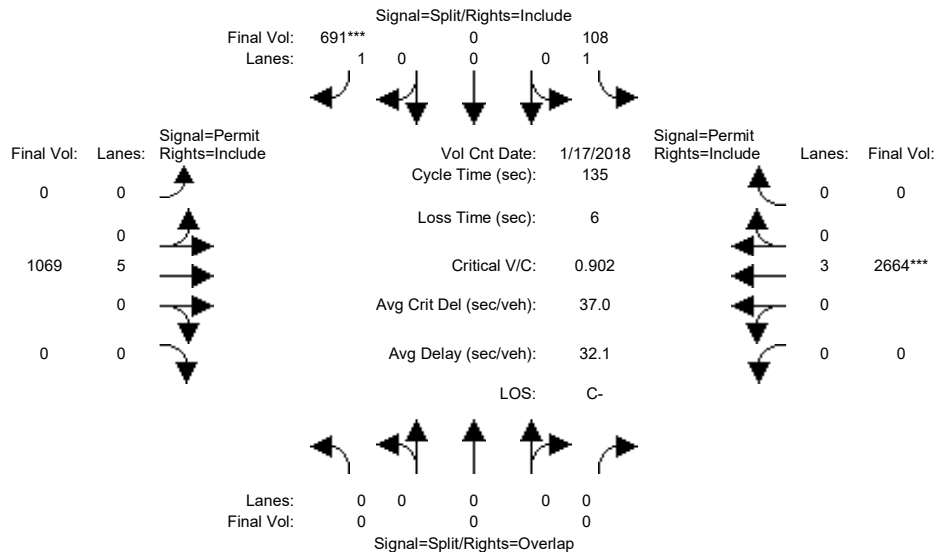 Signal=Split/Rights=Include
Final Vol: 691*** 0 108
Lanes: 1 0 0 0 1
Signal=Permit Signal=Permit
Final Vol: Lanes: Rights=Include Vol Cnt Date: 1/17/2018 Rights=Include Lanes: Final Vol:
Cycle Time (sec): 135
0 0 0 0
Loss Time (sec): 6
0 0
1069 5 Critical V/C: 0.902 3 2664***
0 Avg Crit Del (sec/veh): 37.0 0
0 0 Avg Delay (sec/veh): 32.1 0 0
LOS: C-
Lanes: 0 0 0 0 0
Final Vol: 0 0 0
Signal=Split/Rights=Overlap